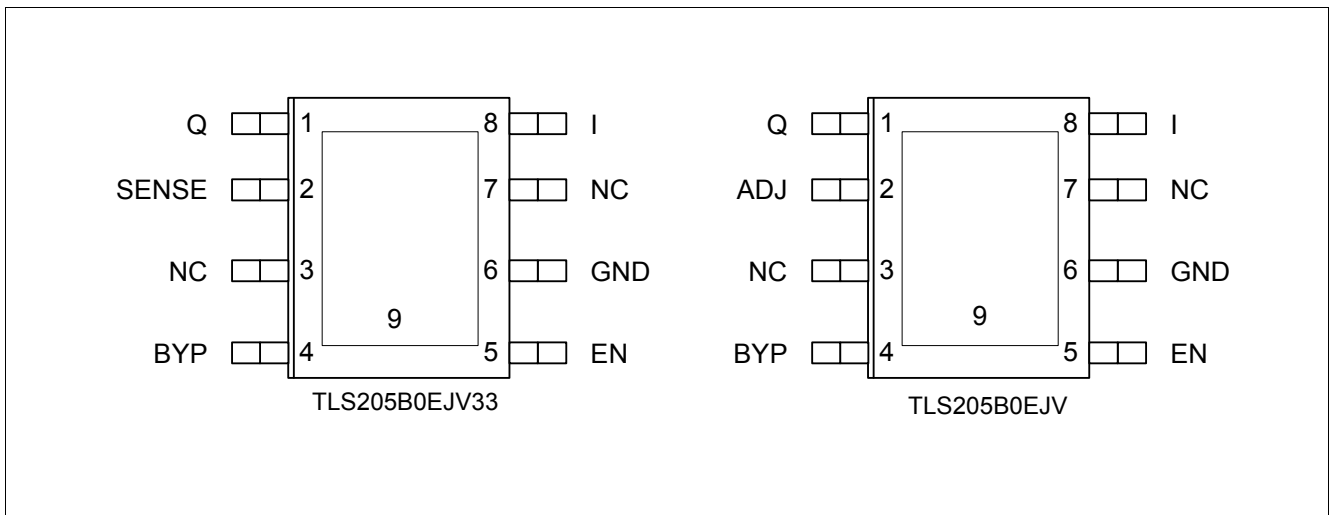 Q 1 8 I
SENSE 2 7 NC
NC 3 6 GND
9
BYP 4 5 EN
TLS205B0EJV33
Q 1 8 I
ADJ 2 7 NC
NC 3 6 GND
9
BYP 4 5 EN
TLS205B0EJV